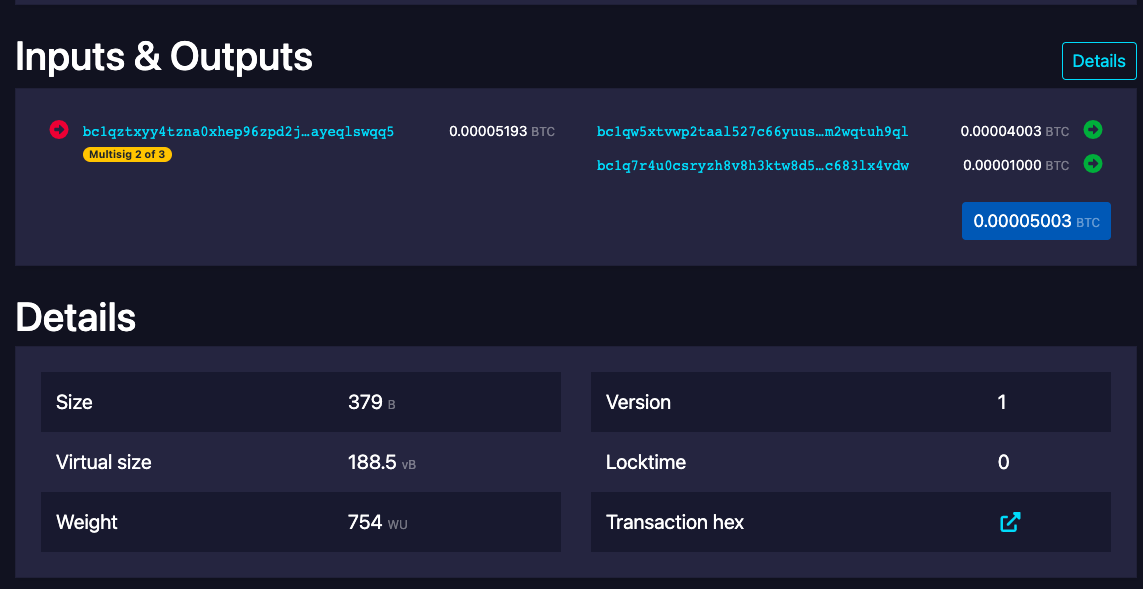 Inputs & Outputs
Details
bc1qztxyy4tzna0xhep96zpd2j…ayeqlswqq5 0.00005193 BTC
Multisig 2 of 3
bc1qw5xtvwp2taal527c66yuus…m2wqtuh9ql 0.00004003 BTC
bc1q7r4u0csryzh8v8h3ktw8d5…c683lx4vdw 0.00001000 BTC
0.00005003 BTC
Details
Size 379 B
Virtual size 188.5 vB
Weight 754 WU
Version 1
Locktime 0
Transaction hex